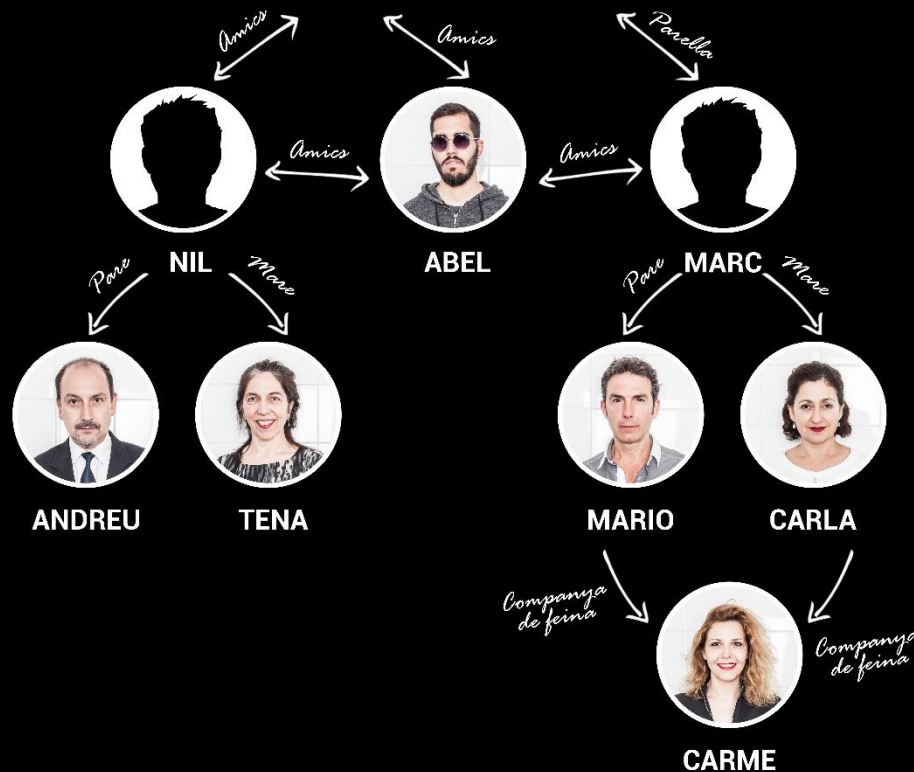 Amics
Amics
Parella
Amics
Amics
NIL
ABEL
MARC
Pare
Mare
Pare
Mare
ANDREU
TENA
MARIO
CARLA
Companya
de feina
Companya
de feina
CARME